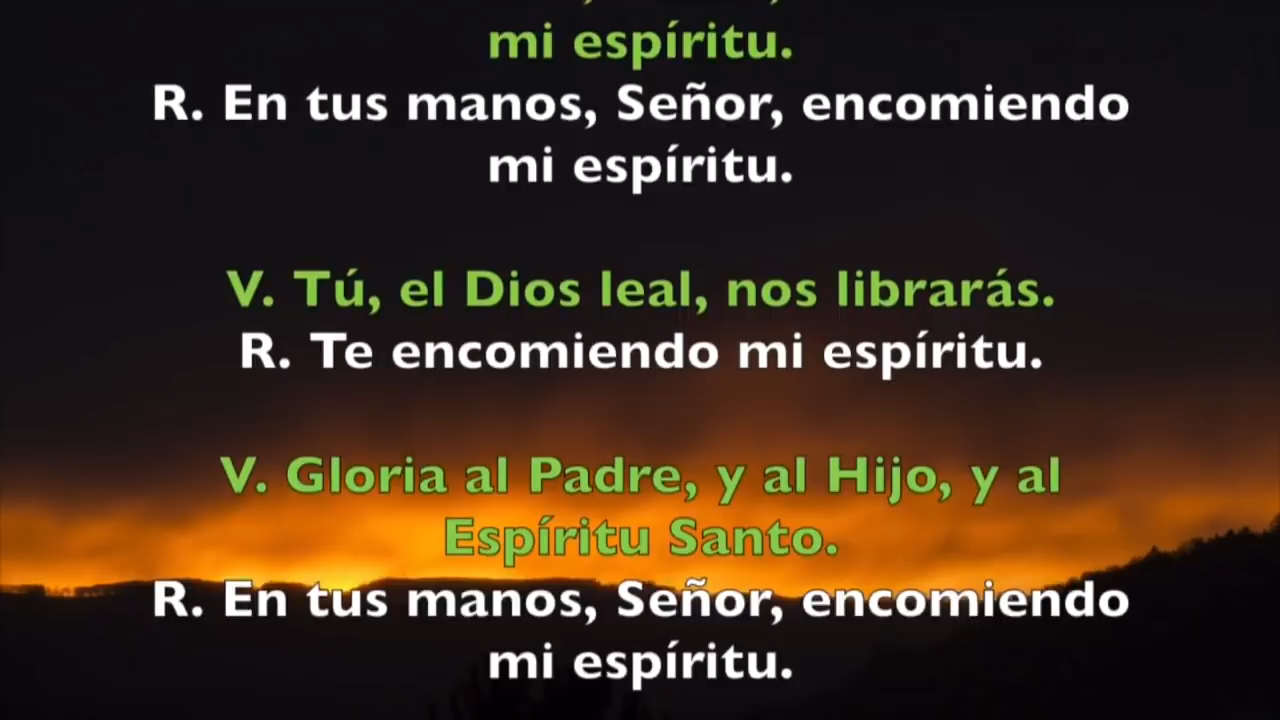 mi espíritu.
R. En tus manos, Señor, encomiendo
mi espíritu.
V. Tú, el Dios leal, nos librarás.
R. Te encomiendo mi espíritu.
V. Gloria al Padre, y al Hijo, y al
Espíritu Santo.
R. En tus manos, Señor, encomiendo
mi espíritu.